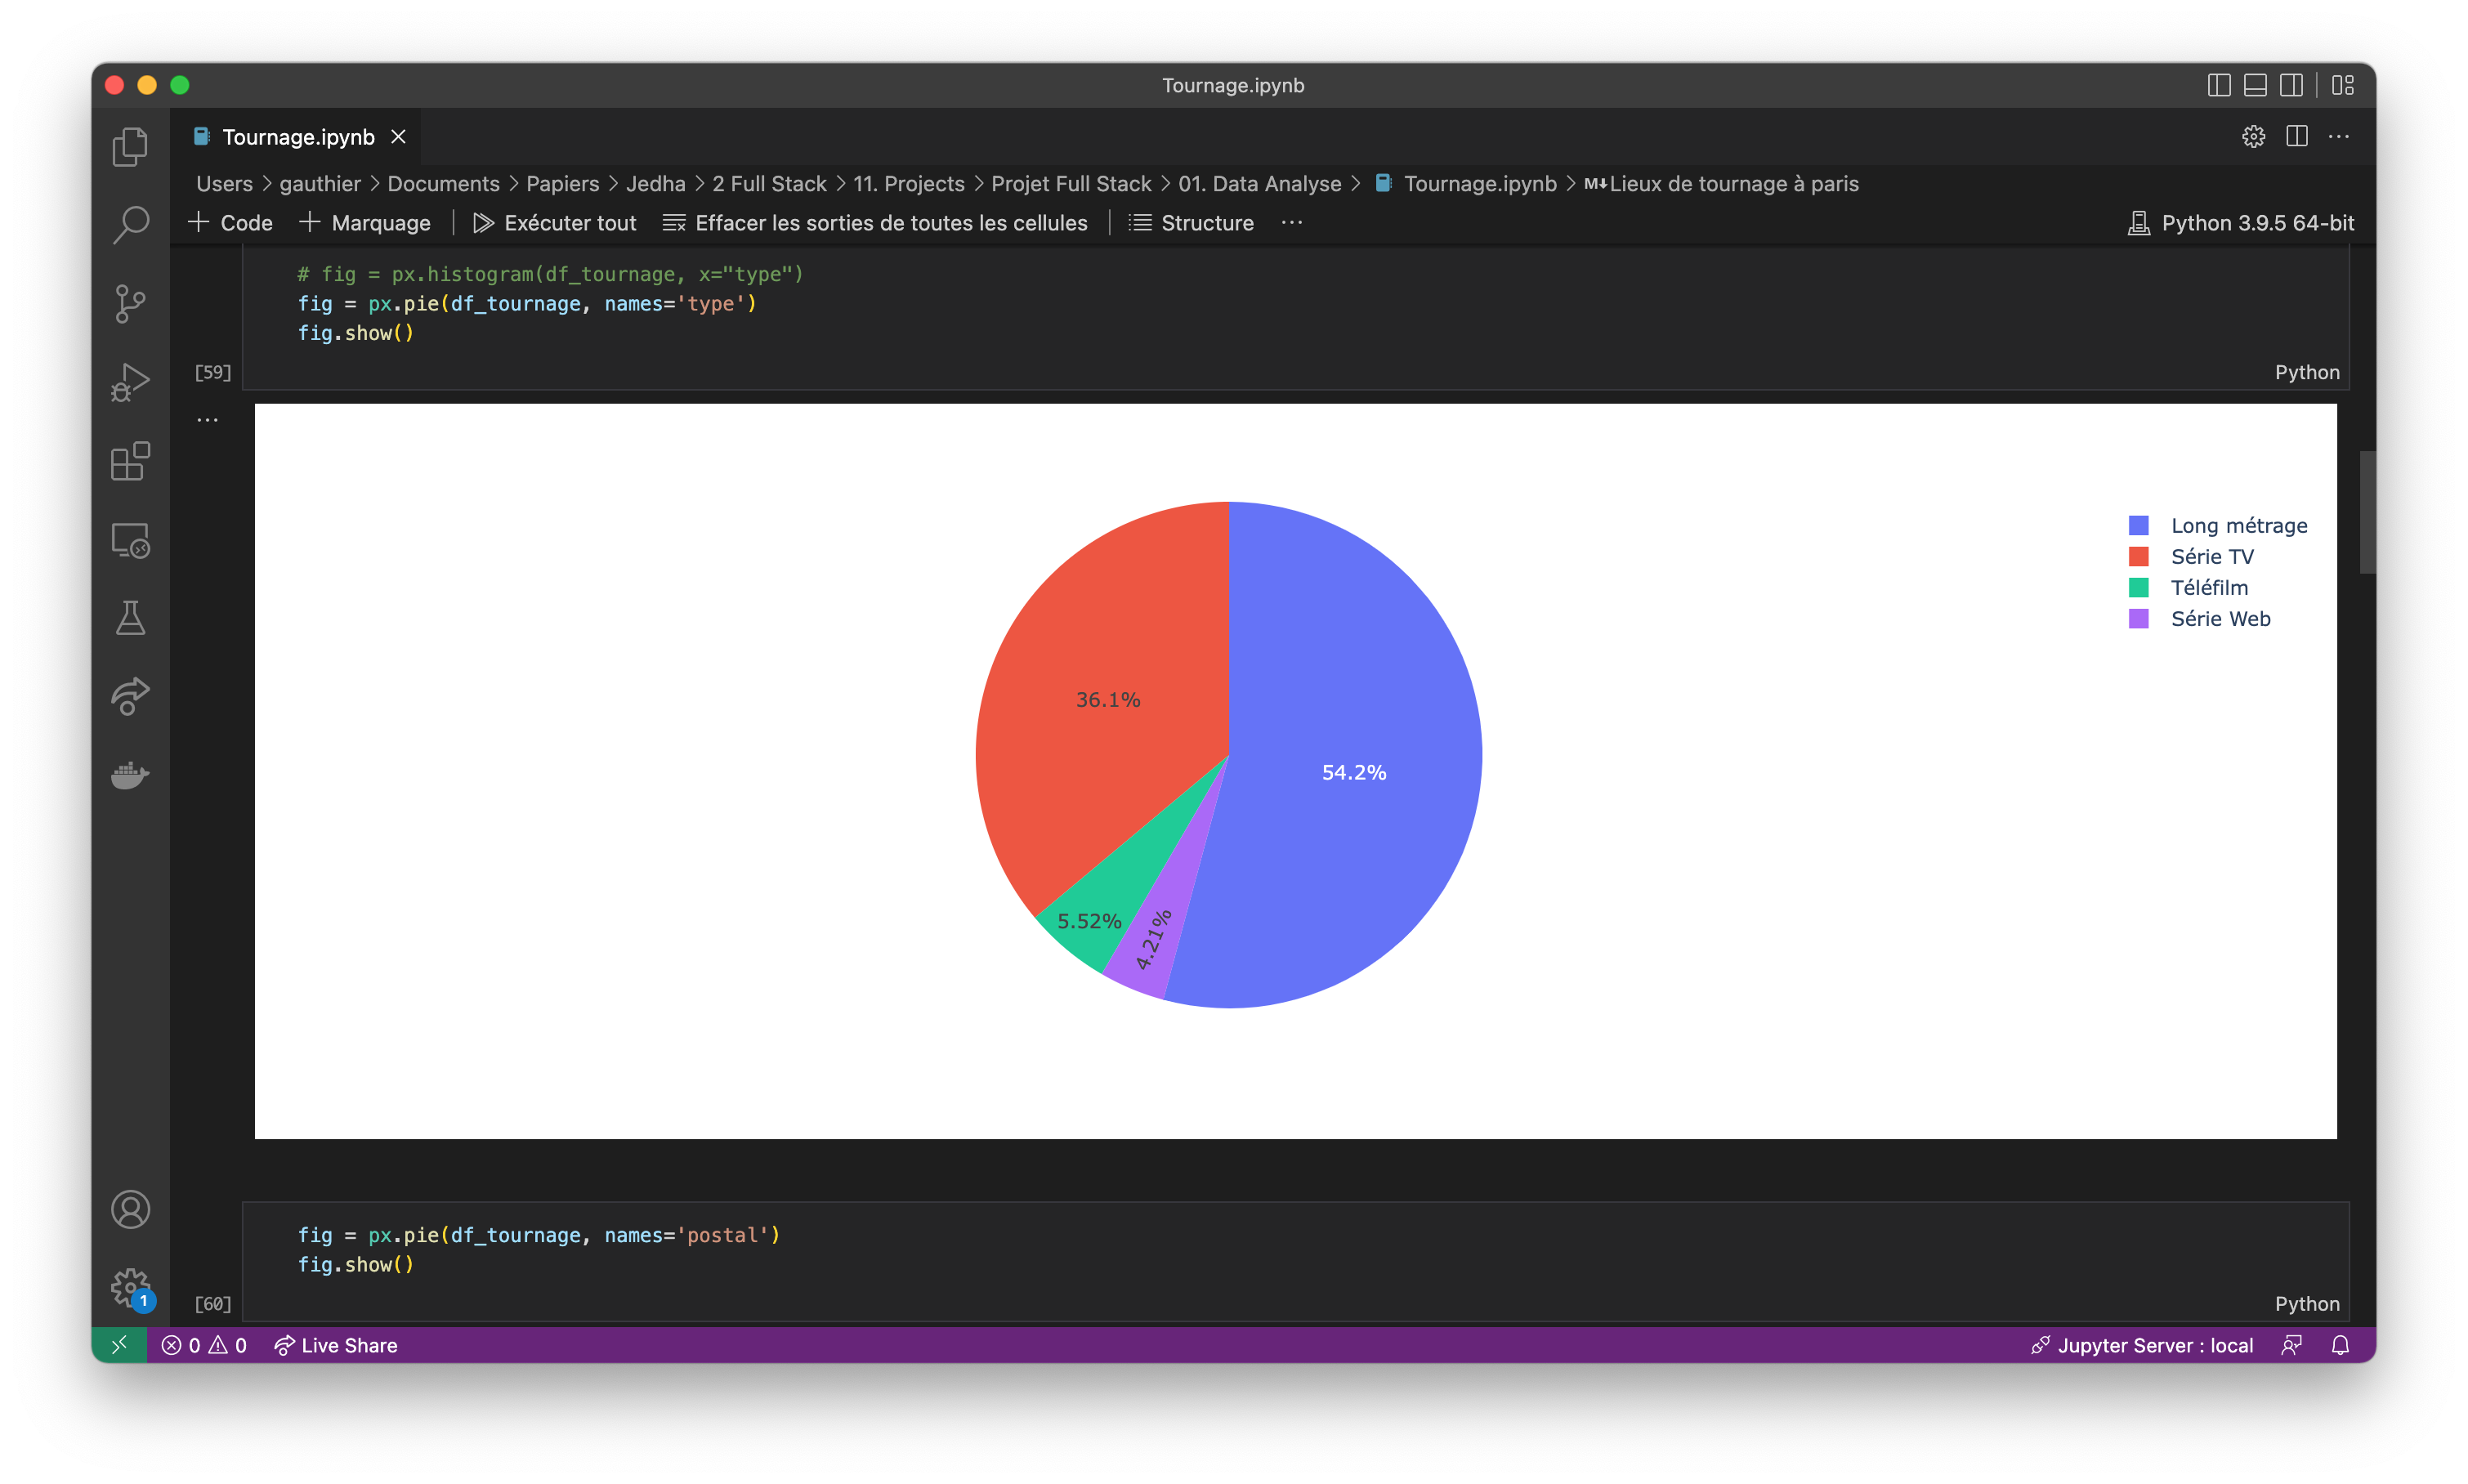 Tournage.ipynb
Tournage.ipynb
Users > gauthier > Documents > Papiers > Jedha > 2 Full Stack > 11. Projects > Projet Full Stack > 01. Data Analyse > Tournage.ipynb > M↓Lieux de tournage à paris
+ Code + Marquage Exécuter tout Effacer les sorties de toutes les cellules Structure ... Python 3.9.5 64-bit
# fig = px.histogram(df_tournage, x="type")
fig = px.pie(df_tournage, names='type')
fig.show()
[59] Python
...
Long métrage
Série TV
Téléfilm
Série Web
36.1%
54.2%
5.52%
4.21%
fig = px.pie(df_tournage, names='postal')
fig.show()
[60] Python
1
0 0 Live Share Jupyter Server : local